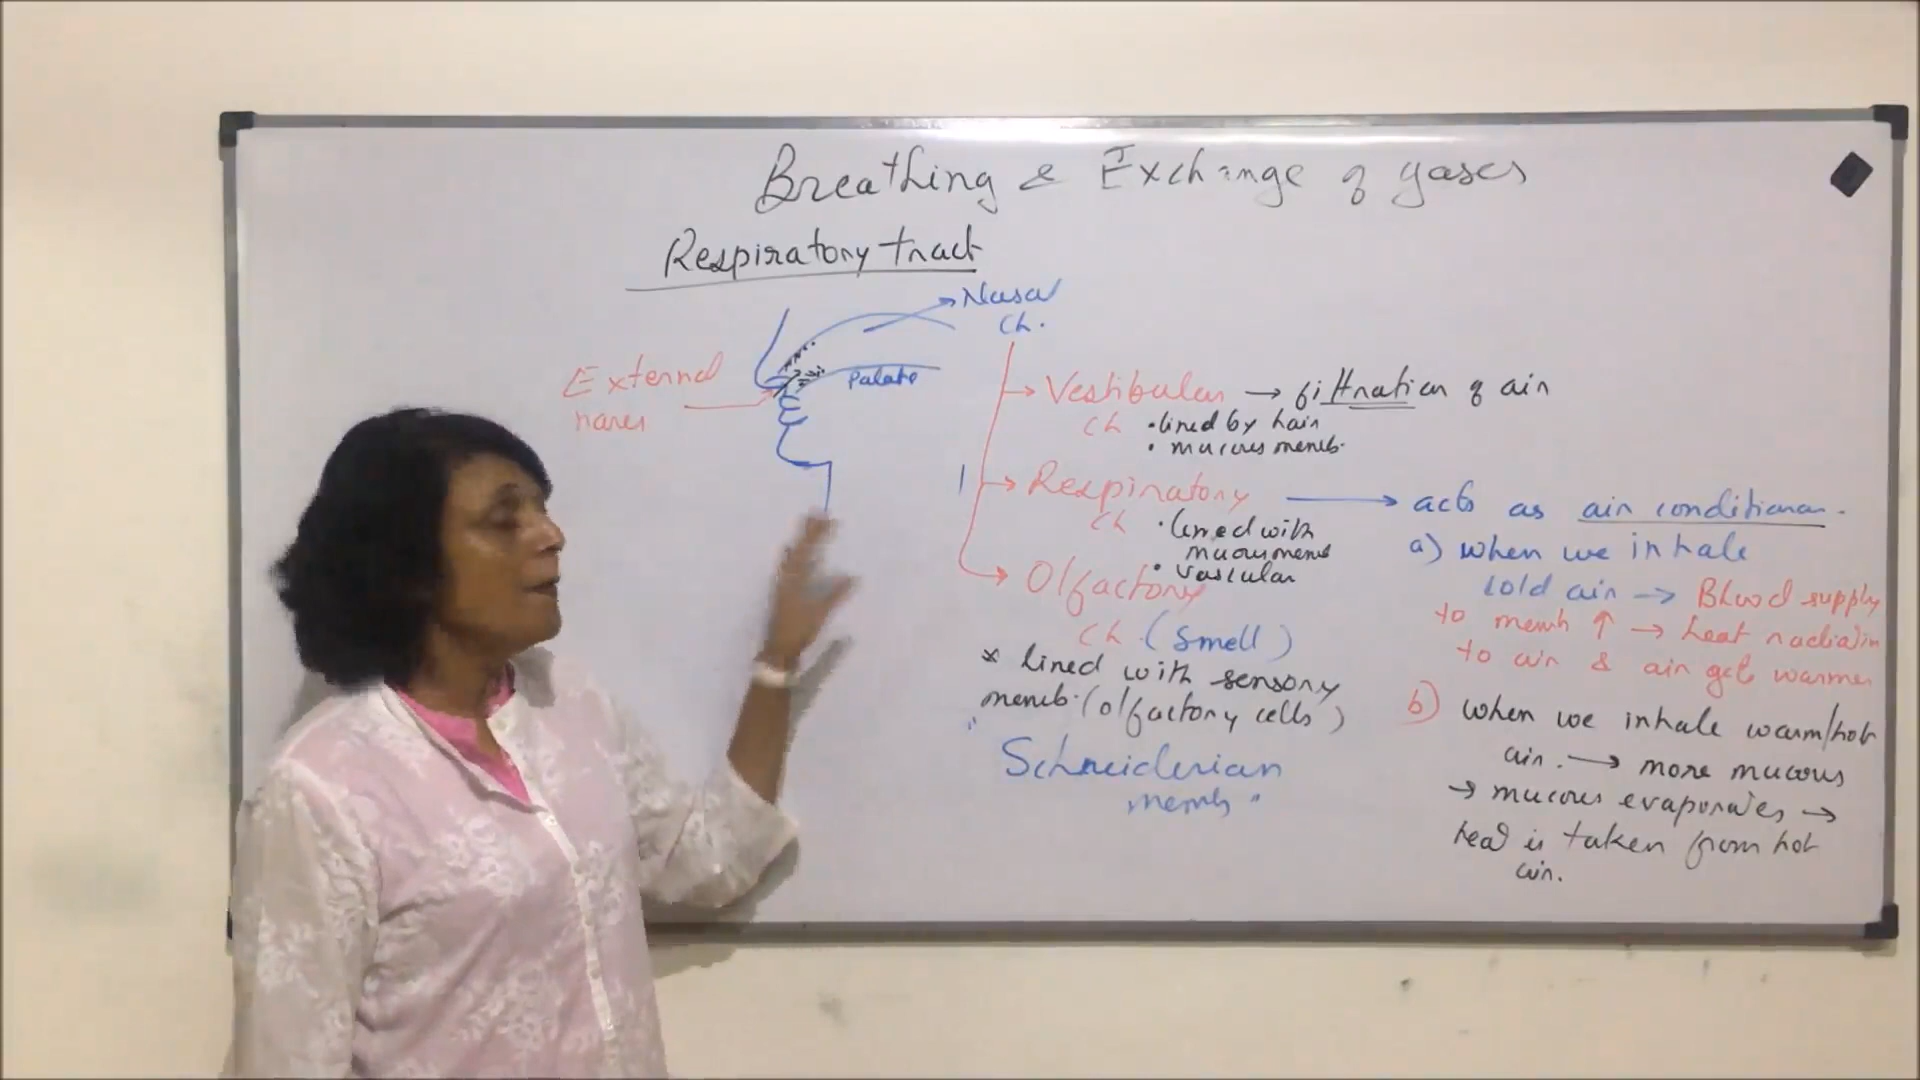 Breathing & Exchange of gases
Respiratory tract
Nasal
Ch.
External
nares
Palate
Vestibular → filtration of air
Ch • lined by hair
• mucous memb.
Respiratory → acts as air conditioner.
Ch • lined with
mucous memb
• vascular
a) when we inhale
cold air → Blood supply
to memb ↑ → heat radiation
to air & air gets warmer
Olfactory
Ch. (smell)
* lined with sensory
memb. (olfactory cells)
Schneiderian
memb "
b) when we inhale warm/hot
air. → more mucous
→ mucous evaporates →
heat is taken from hot
air.